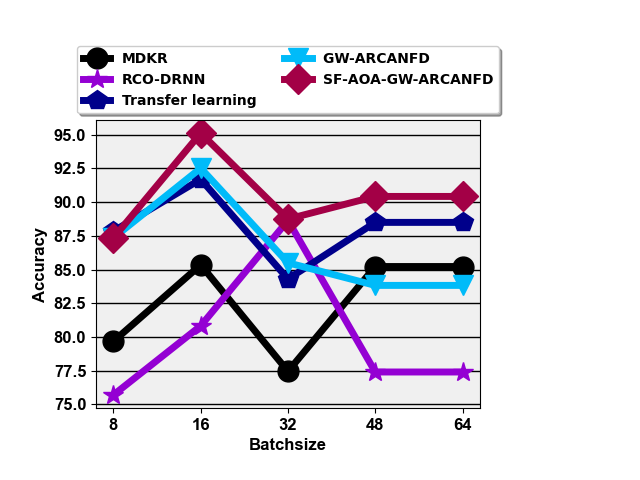 MDKR
RCO-DRNN
Transfer learning
GW-ARCANFD
SF-AOA-GW-ARCANFD
95.0
92.5
90.0
87.5
85.0
82.5
80.0
77.5
75.0
Accuracy
8 16 32 48 64
Batchsize